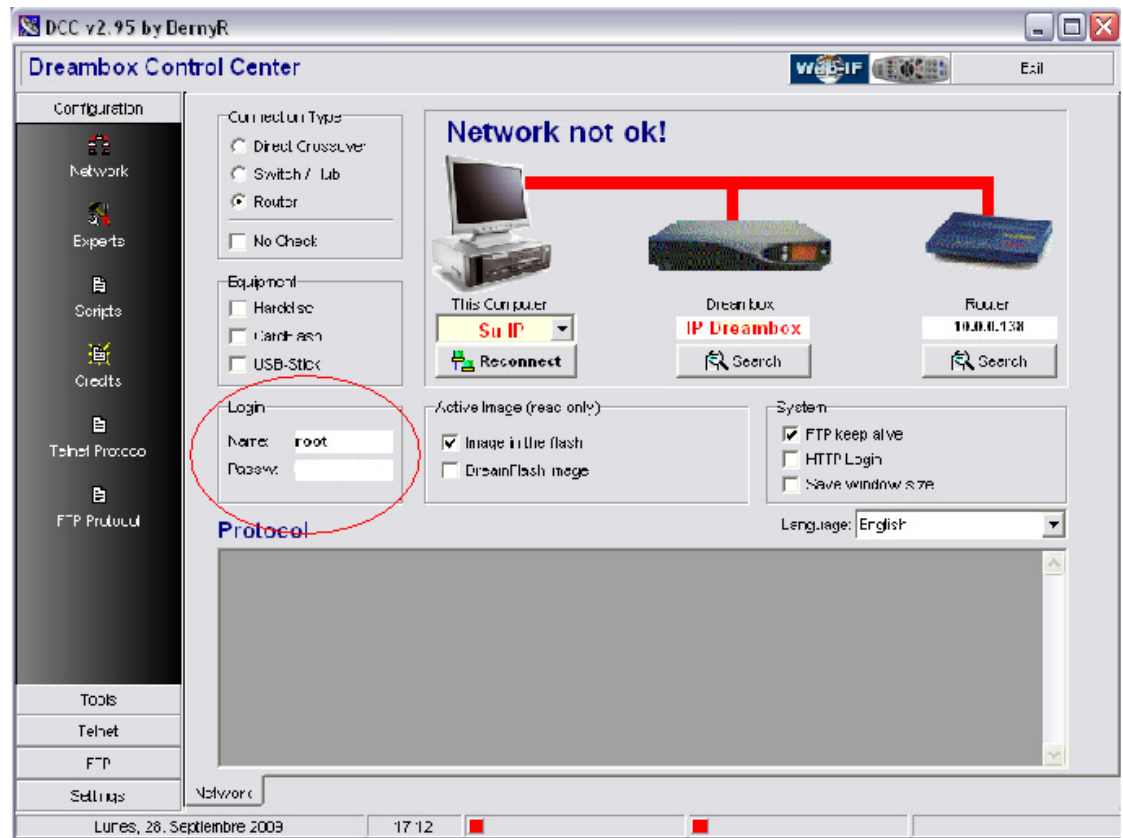 DCC v2.95 by BernyR
Dreambox Control Center
Web-IF
Exit
Configuration
Network
Experts
Scripts
Credits
Telnet Protocol
FTP Protocol
Tools
Telnet
FTP
Settings
Connection Type
Direct Crossover
Switch / Hub
Router
No Check
Equipment
Harddisc
CardFlash
USB-Stick
Login
Name: root
Passw:
Network not ok!
This Computer
Su IP
Reconnect
Dreambox
IP Dreambox
Search
Router
10.0.0.138
Search
Active Image (read only)
Image in the flash
DreamFlash Image
System
FTP keep alive
HTTP Login
Save window size
Language: English
Protocol
Network
Lunes, 28. Septiembre 2009
17:12